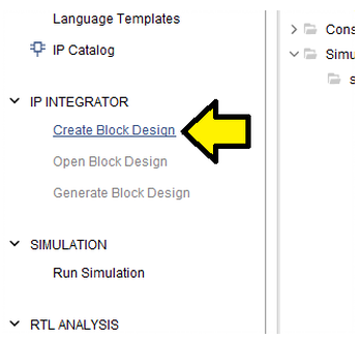 Language Templates
IP Catalog
IP INTEGRATOR
Create Block Design
Open Block Design
Generate Block Design
SIMULATION
Run Simulation
RTL ANALYSIS
Cons
Simu
s